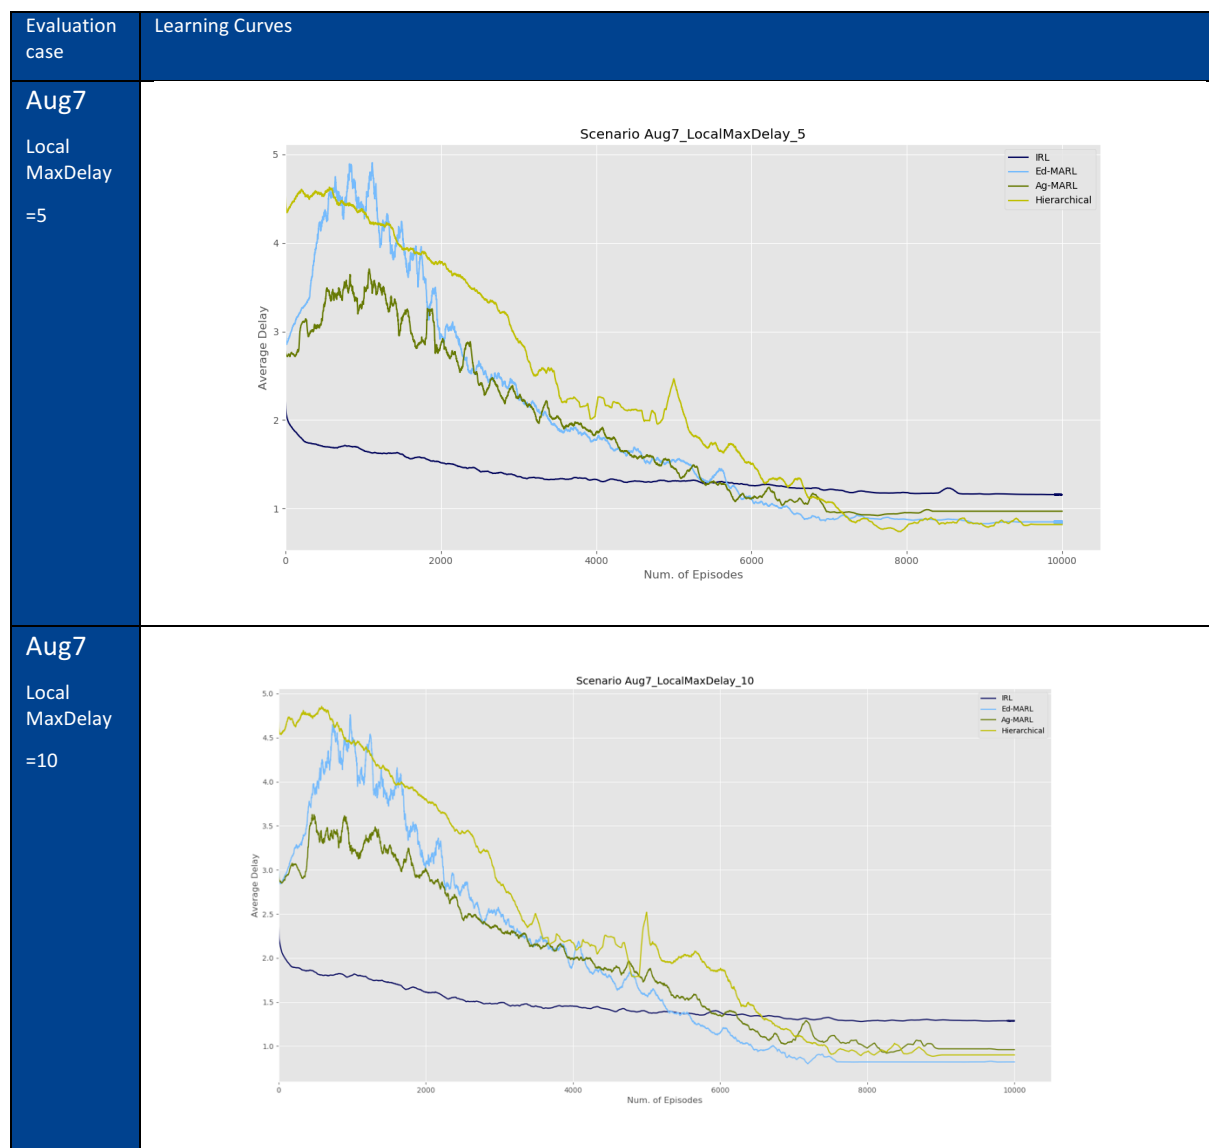 Evaluation
case
Learning Curves
Aug7
Local
MaxDelay
=5
Scenario Aug7_LocalMaxDelay_5
IRL
Ed-MARL
Ag-MARL
Hierarchical
Average Delay
5
4
3
2
1
0
2000
4000
6000
8000
10000
Num. of Episodes
Aug7
Local
MaxDelay
=10
Scenario Aug7_LocalMaxDelay_10
IRL
Ed-MARL
Ag-MARL
Hierarchical
Average Delay
5.0
4.5
4.0
3.5
3.0
2.5
2.0
1.5
1.0
0
2000
4000
6000
8000
10000
Num. of Episodes